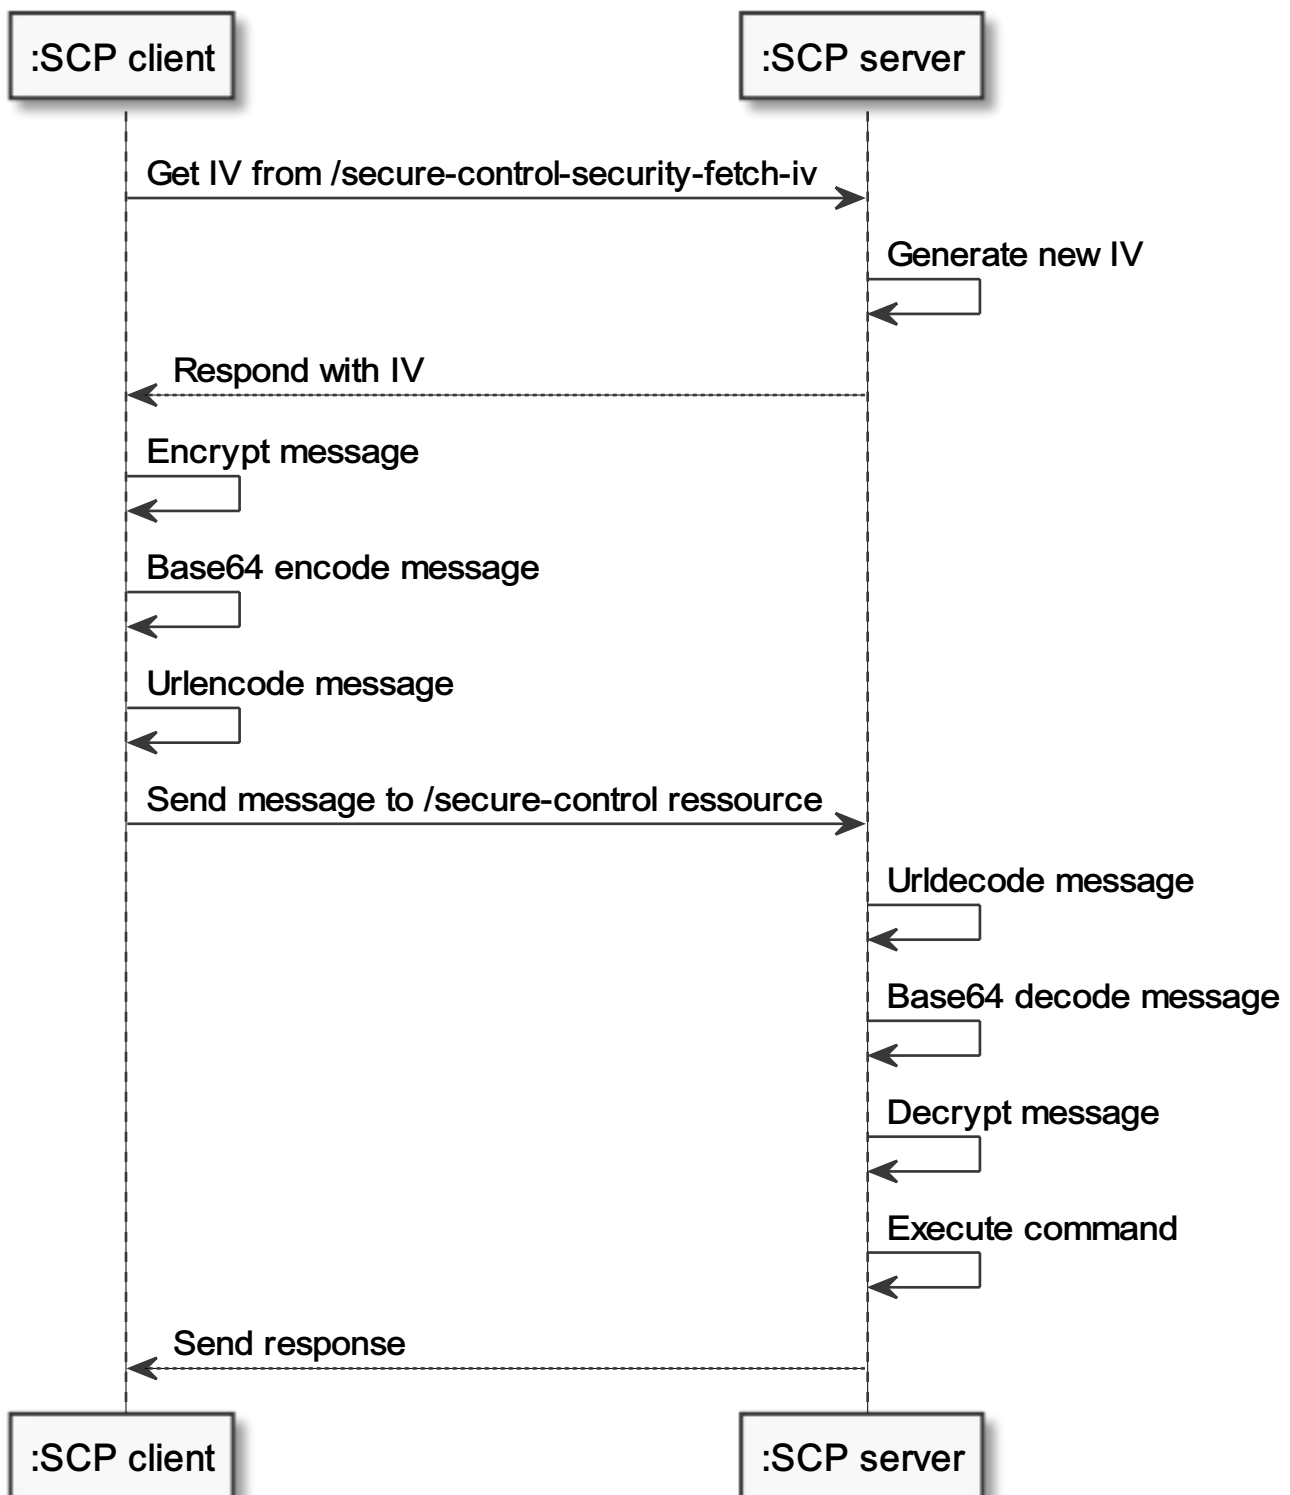 :SCP client
:SCP server
Get IV from /secure-control-security-fetch-iv
Generate new IV
Respond with IV
Encrypt message
Base64 encode message
Urlencode message
Send message to /secure-control ressource
Urldecode message
Base64 decode message
Decrypt message
Execute command
Send response
:SCP client
:SCP server